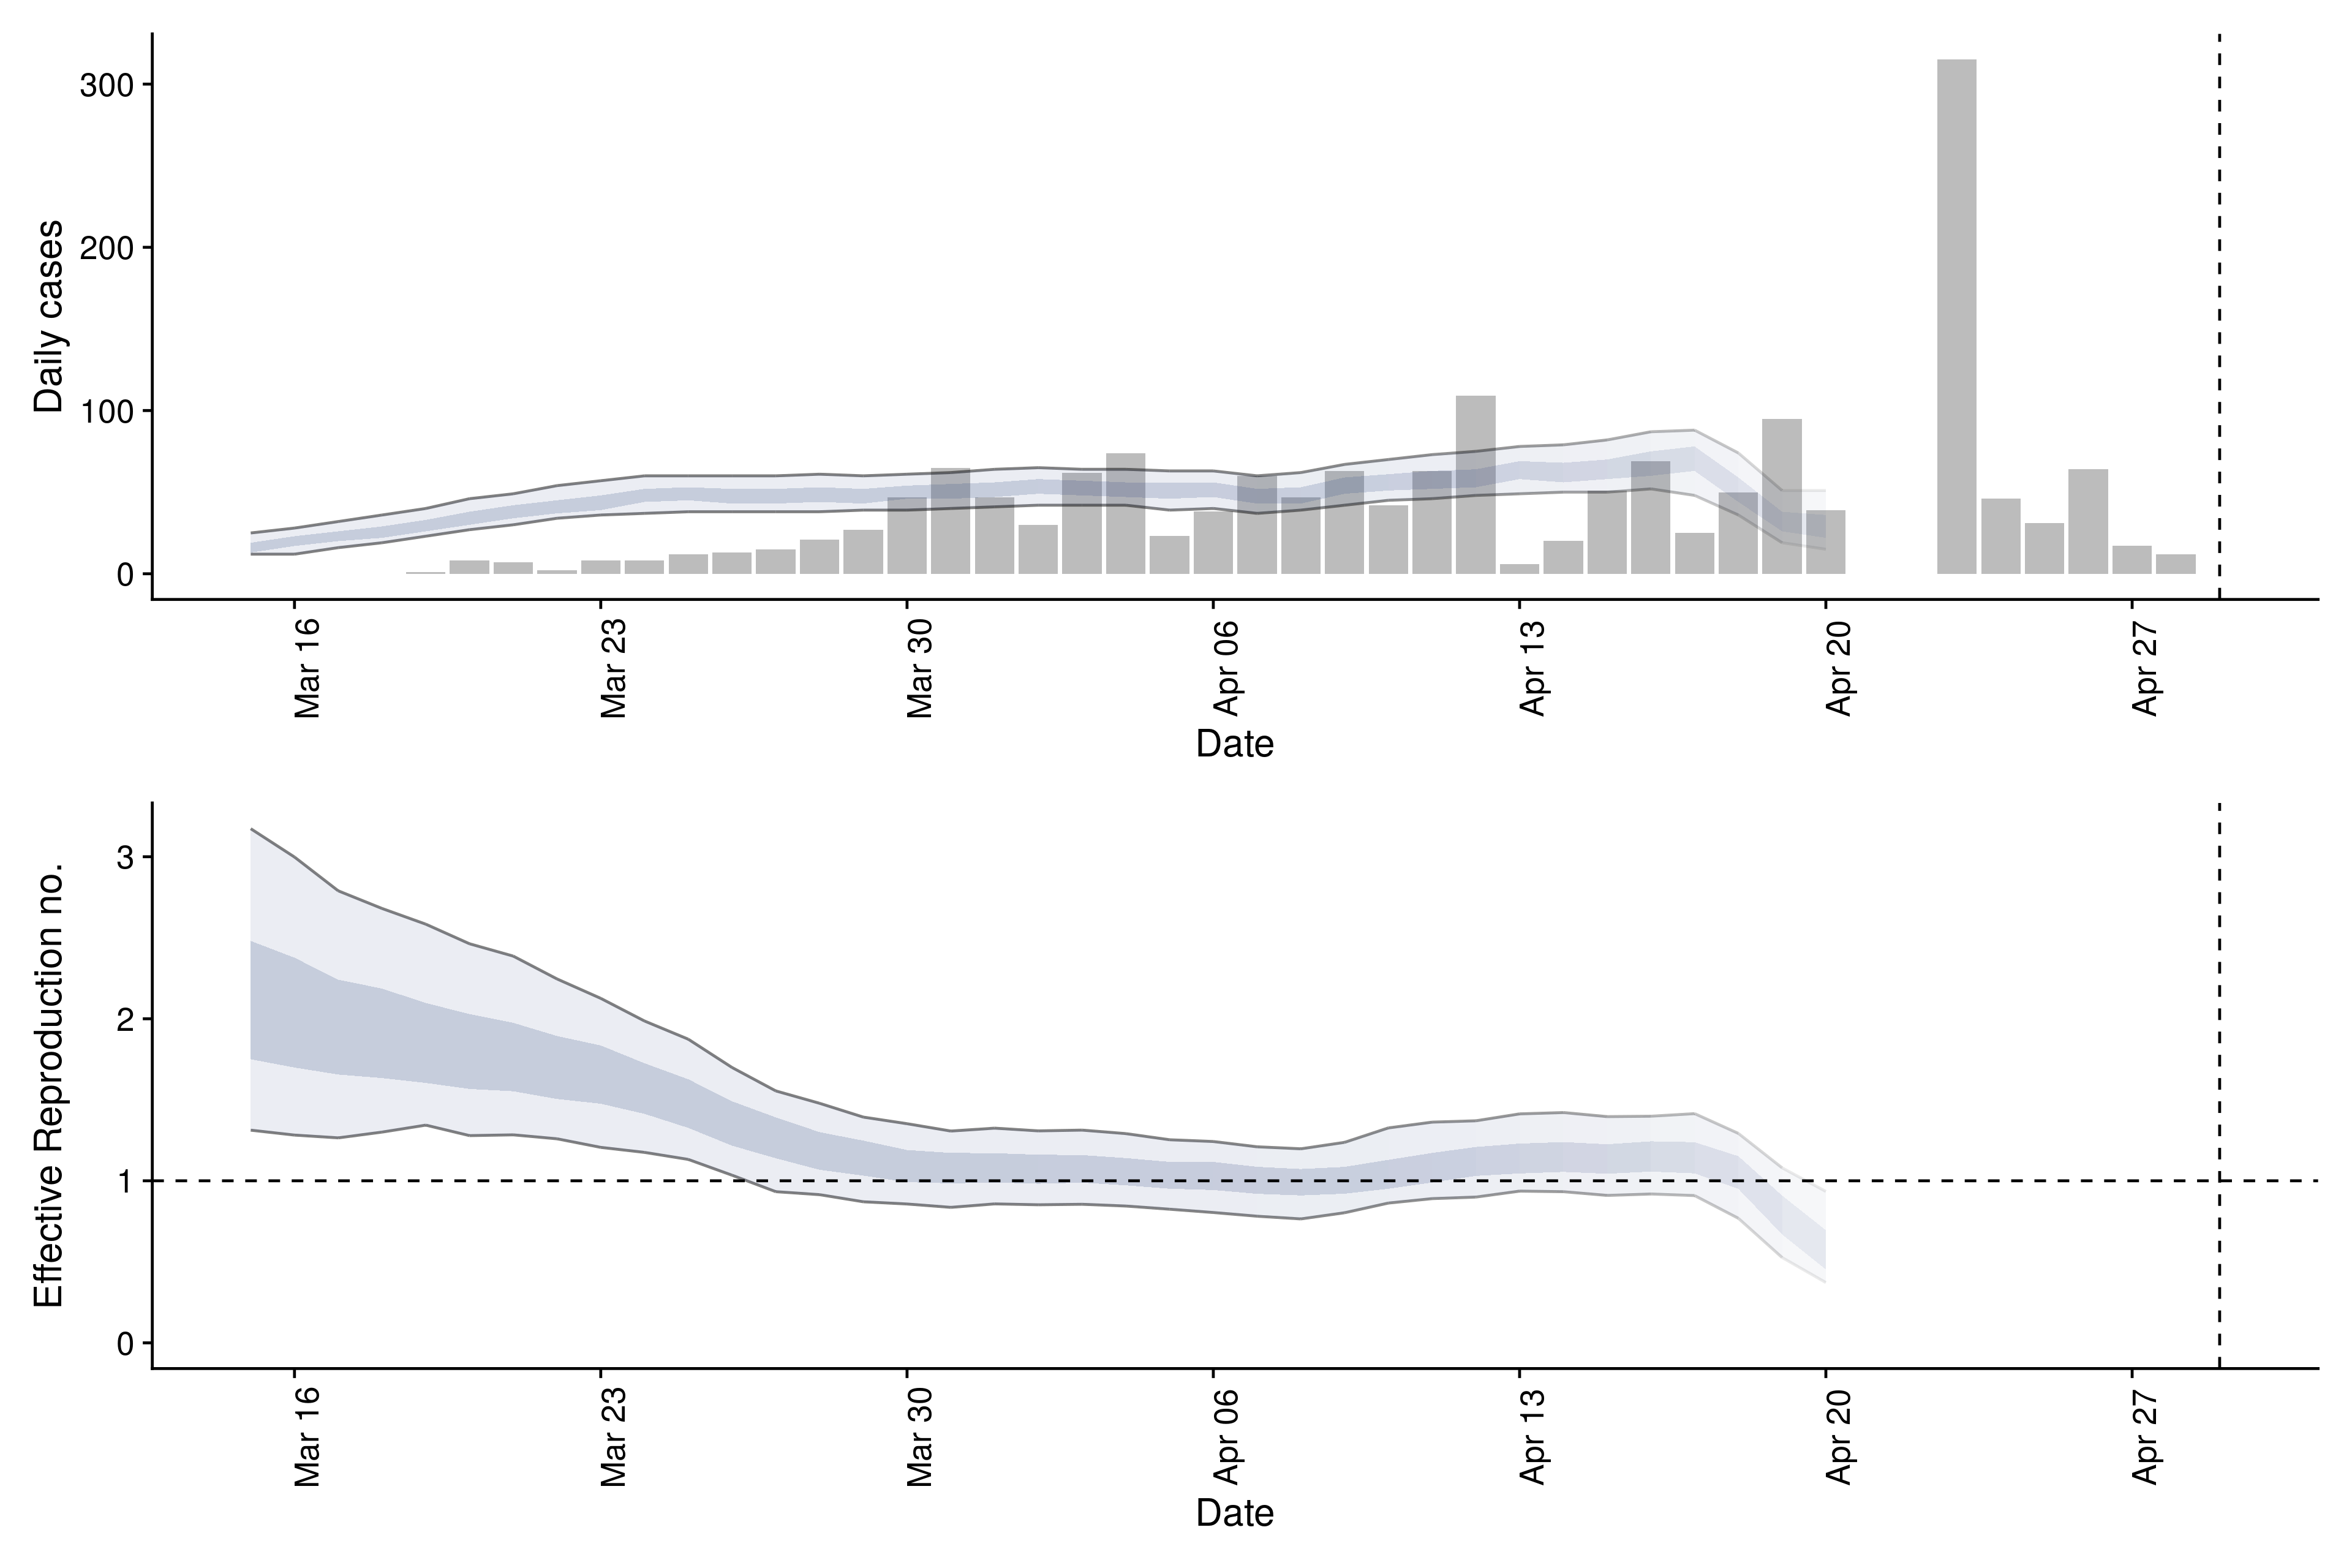 Daily cases
300
200
100
0
Mar 16
Mar 23
Mar 30
Apr 06
Apr 13
Apr 20
Apr 27
Date
Effective Reproduction no.
3
2
1
0
Mar 16
Mar 23
Mar 30
Apr 06
Apr 13
Apr 20
Apr 27
Date